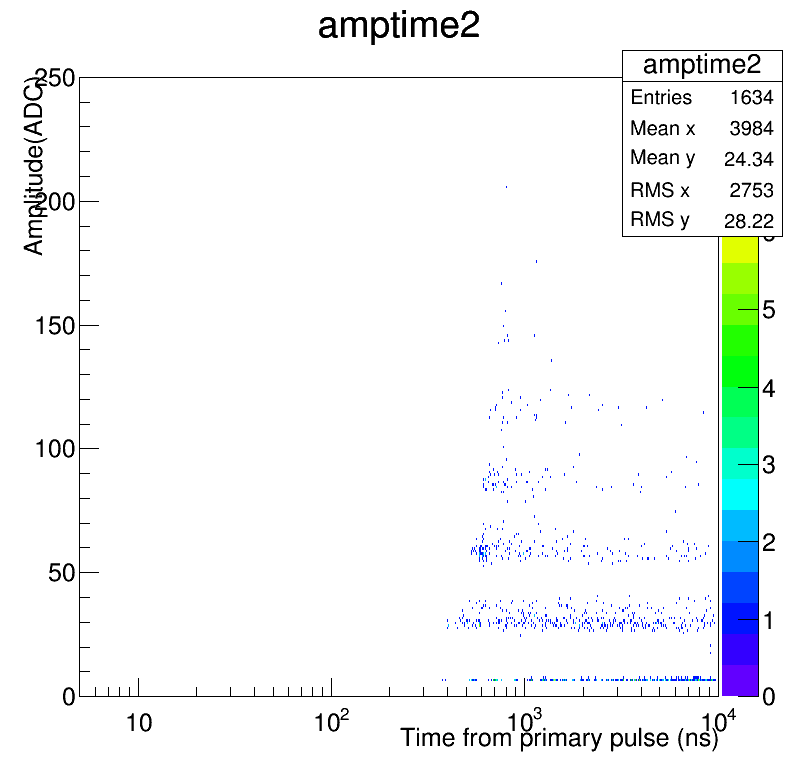 amptime2
amptime2
Entries 1634
Mean x 3984
Mean y 24.34
RMS x 2753
RMS y 28.22
Amplitude(ADC)
250
200
150
100
50
0
5
4
3
2
1
0
10 10² 10³ 10⁴
Time from primary pulse (ns)